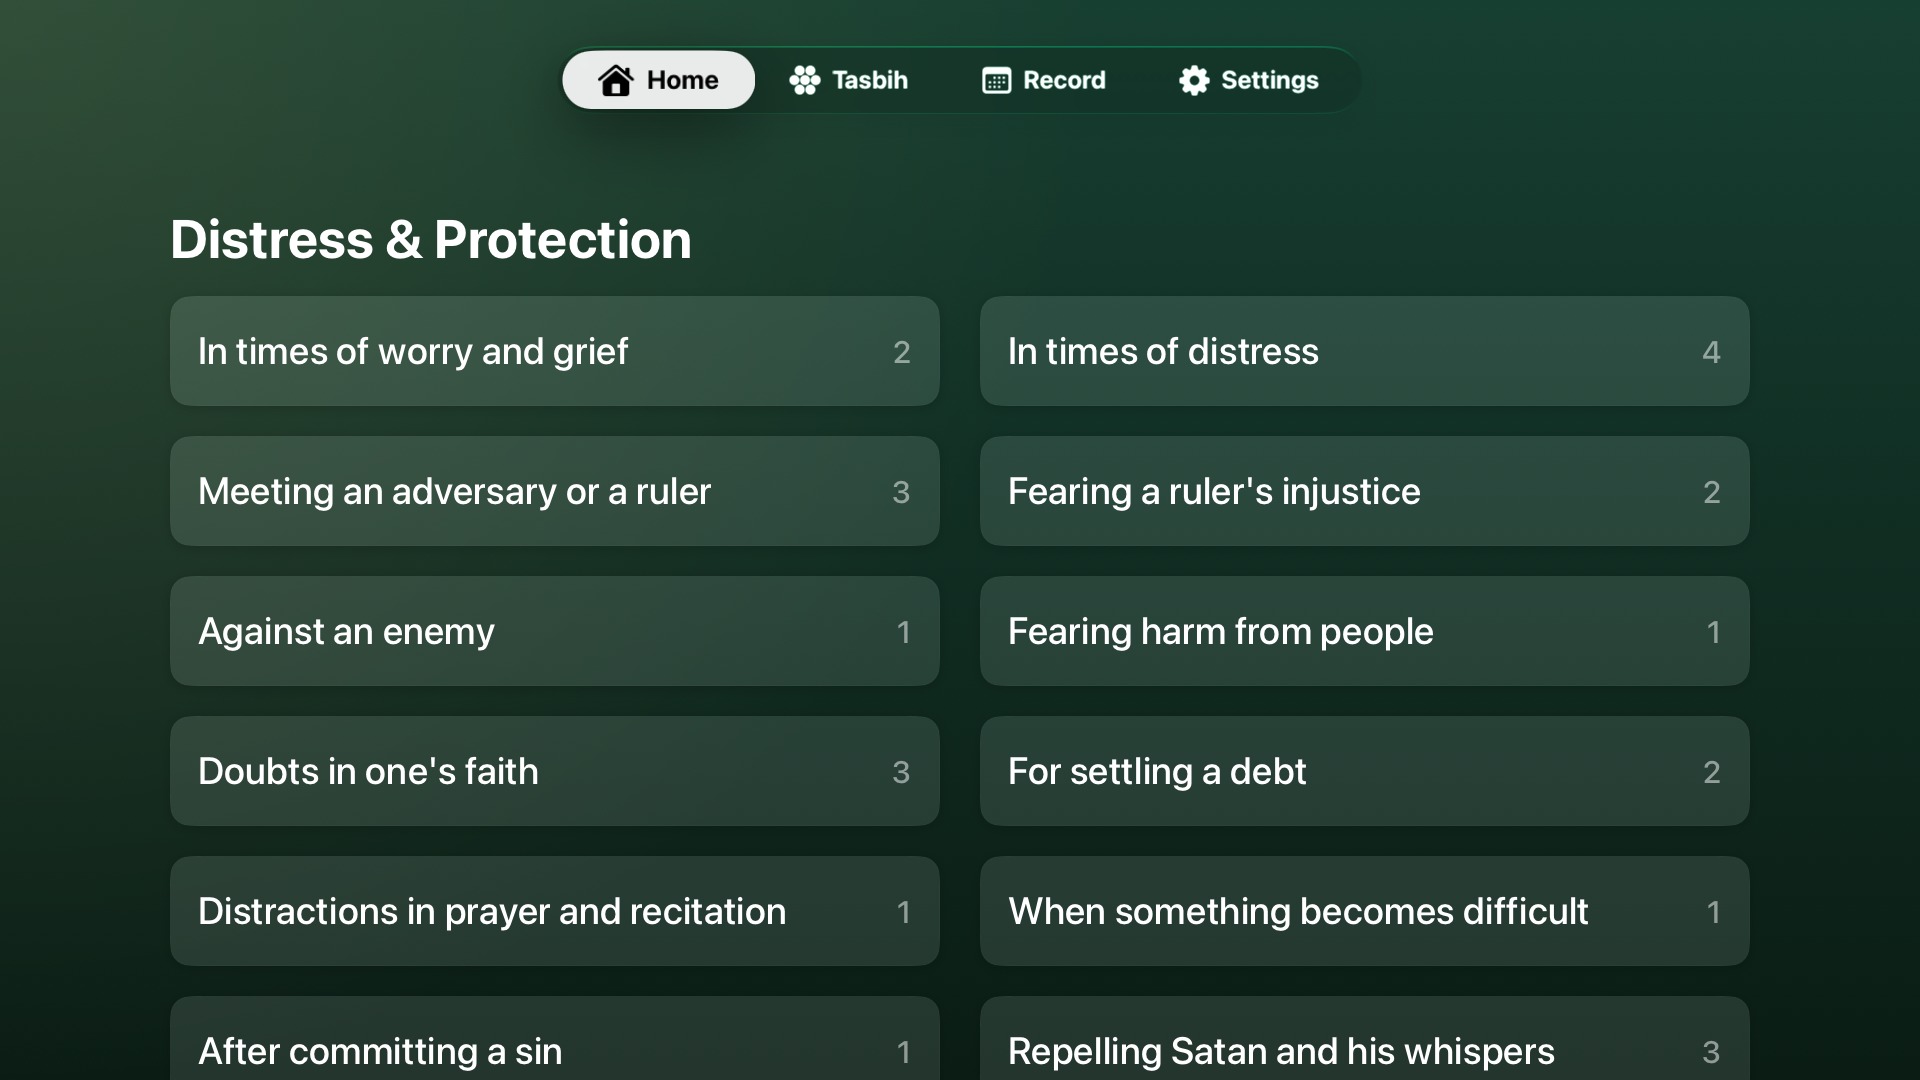 Home
Tasbih
Record
Settings
Distress & Protection
In times of worry and grief 2
In times of distress 4
Meeting an adversary or a ruler 3
Fearing a ruler's injustice 2
Against an enemy 1
Fearing harm from people 1
Doubts in one's faith 3
For settling a debt 2
Distractions in prayer and recitation 1
When something becomes difficult 1
After committing a sin 1
Repelling Satan and his whispers 3